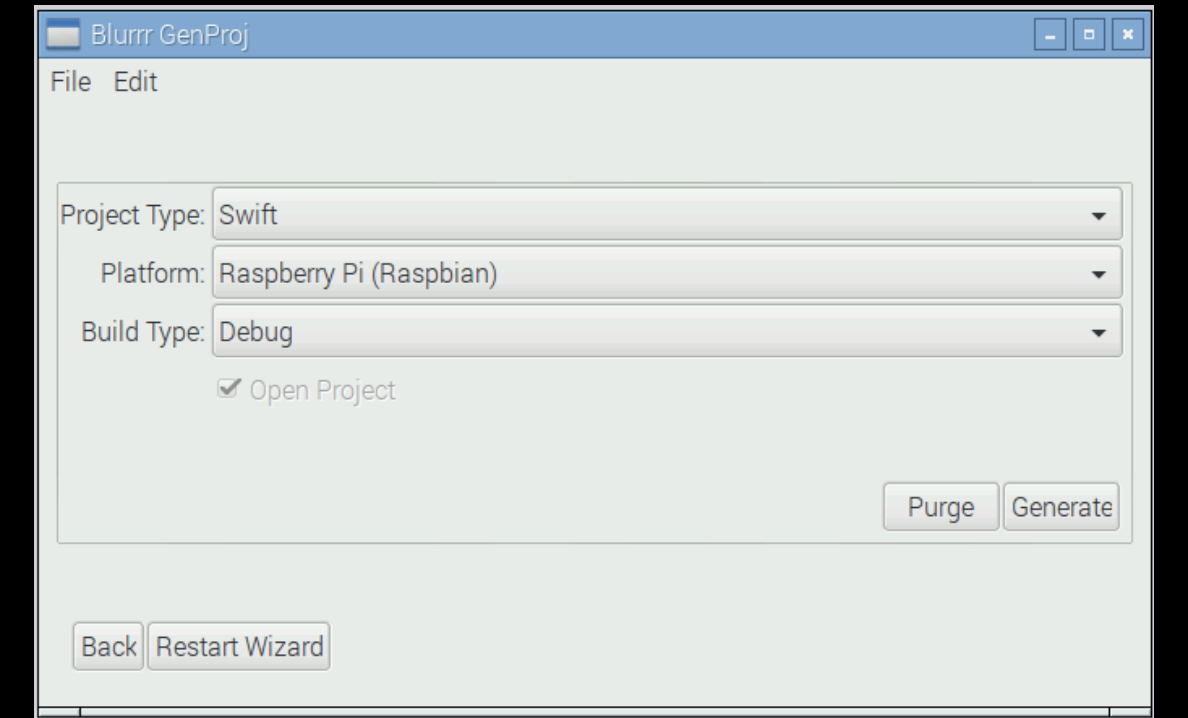 Blurrr GenProj
File Edit
Project Type: Swift
Platform: Raspberry Pi (Raspbian)
Build Type: Debug
Open Project
Purge Generate
Back Restart Wizard